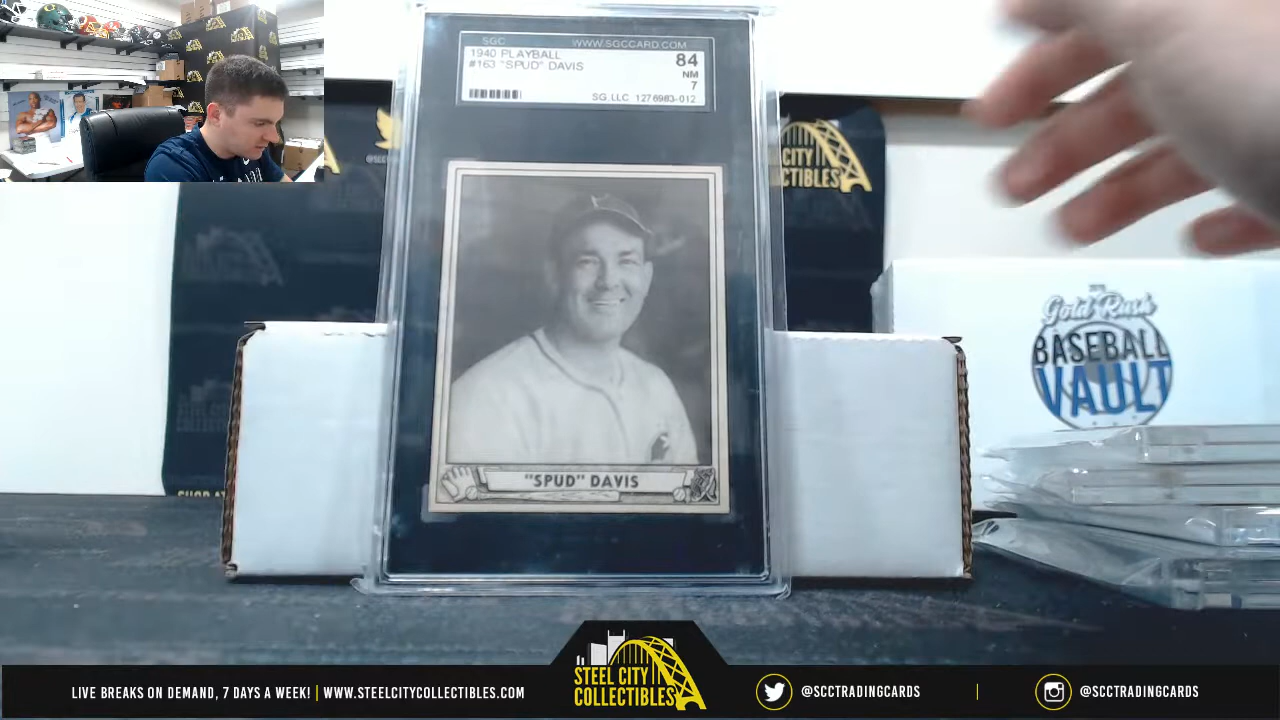 SGC WWW.SGCCARD.COM
1940 PLAYBALL 84
#163 "SPUD" DAVIS NM
7
SG.LLC 1276983-012
CITY
CTIBLES
"SPUD" DAVIS
Gold Rush
BASEBALL
VAULT
LIVE BREAKS ON DEMAND, 7 DAYS A WEEK! | WWW.STEELCITYCOLLECTIBLES.COM
STEEL CITY
COLLECTIBLES
@SCCTRADINGCARDS
@SCCTRADINGCARDS